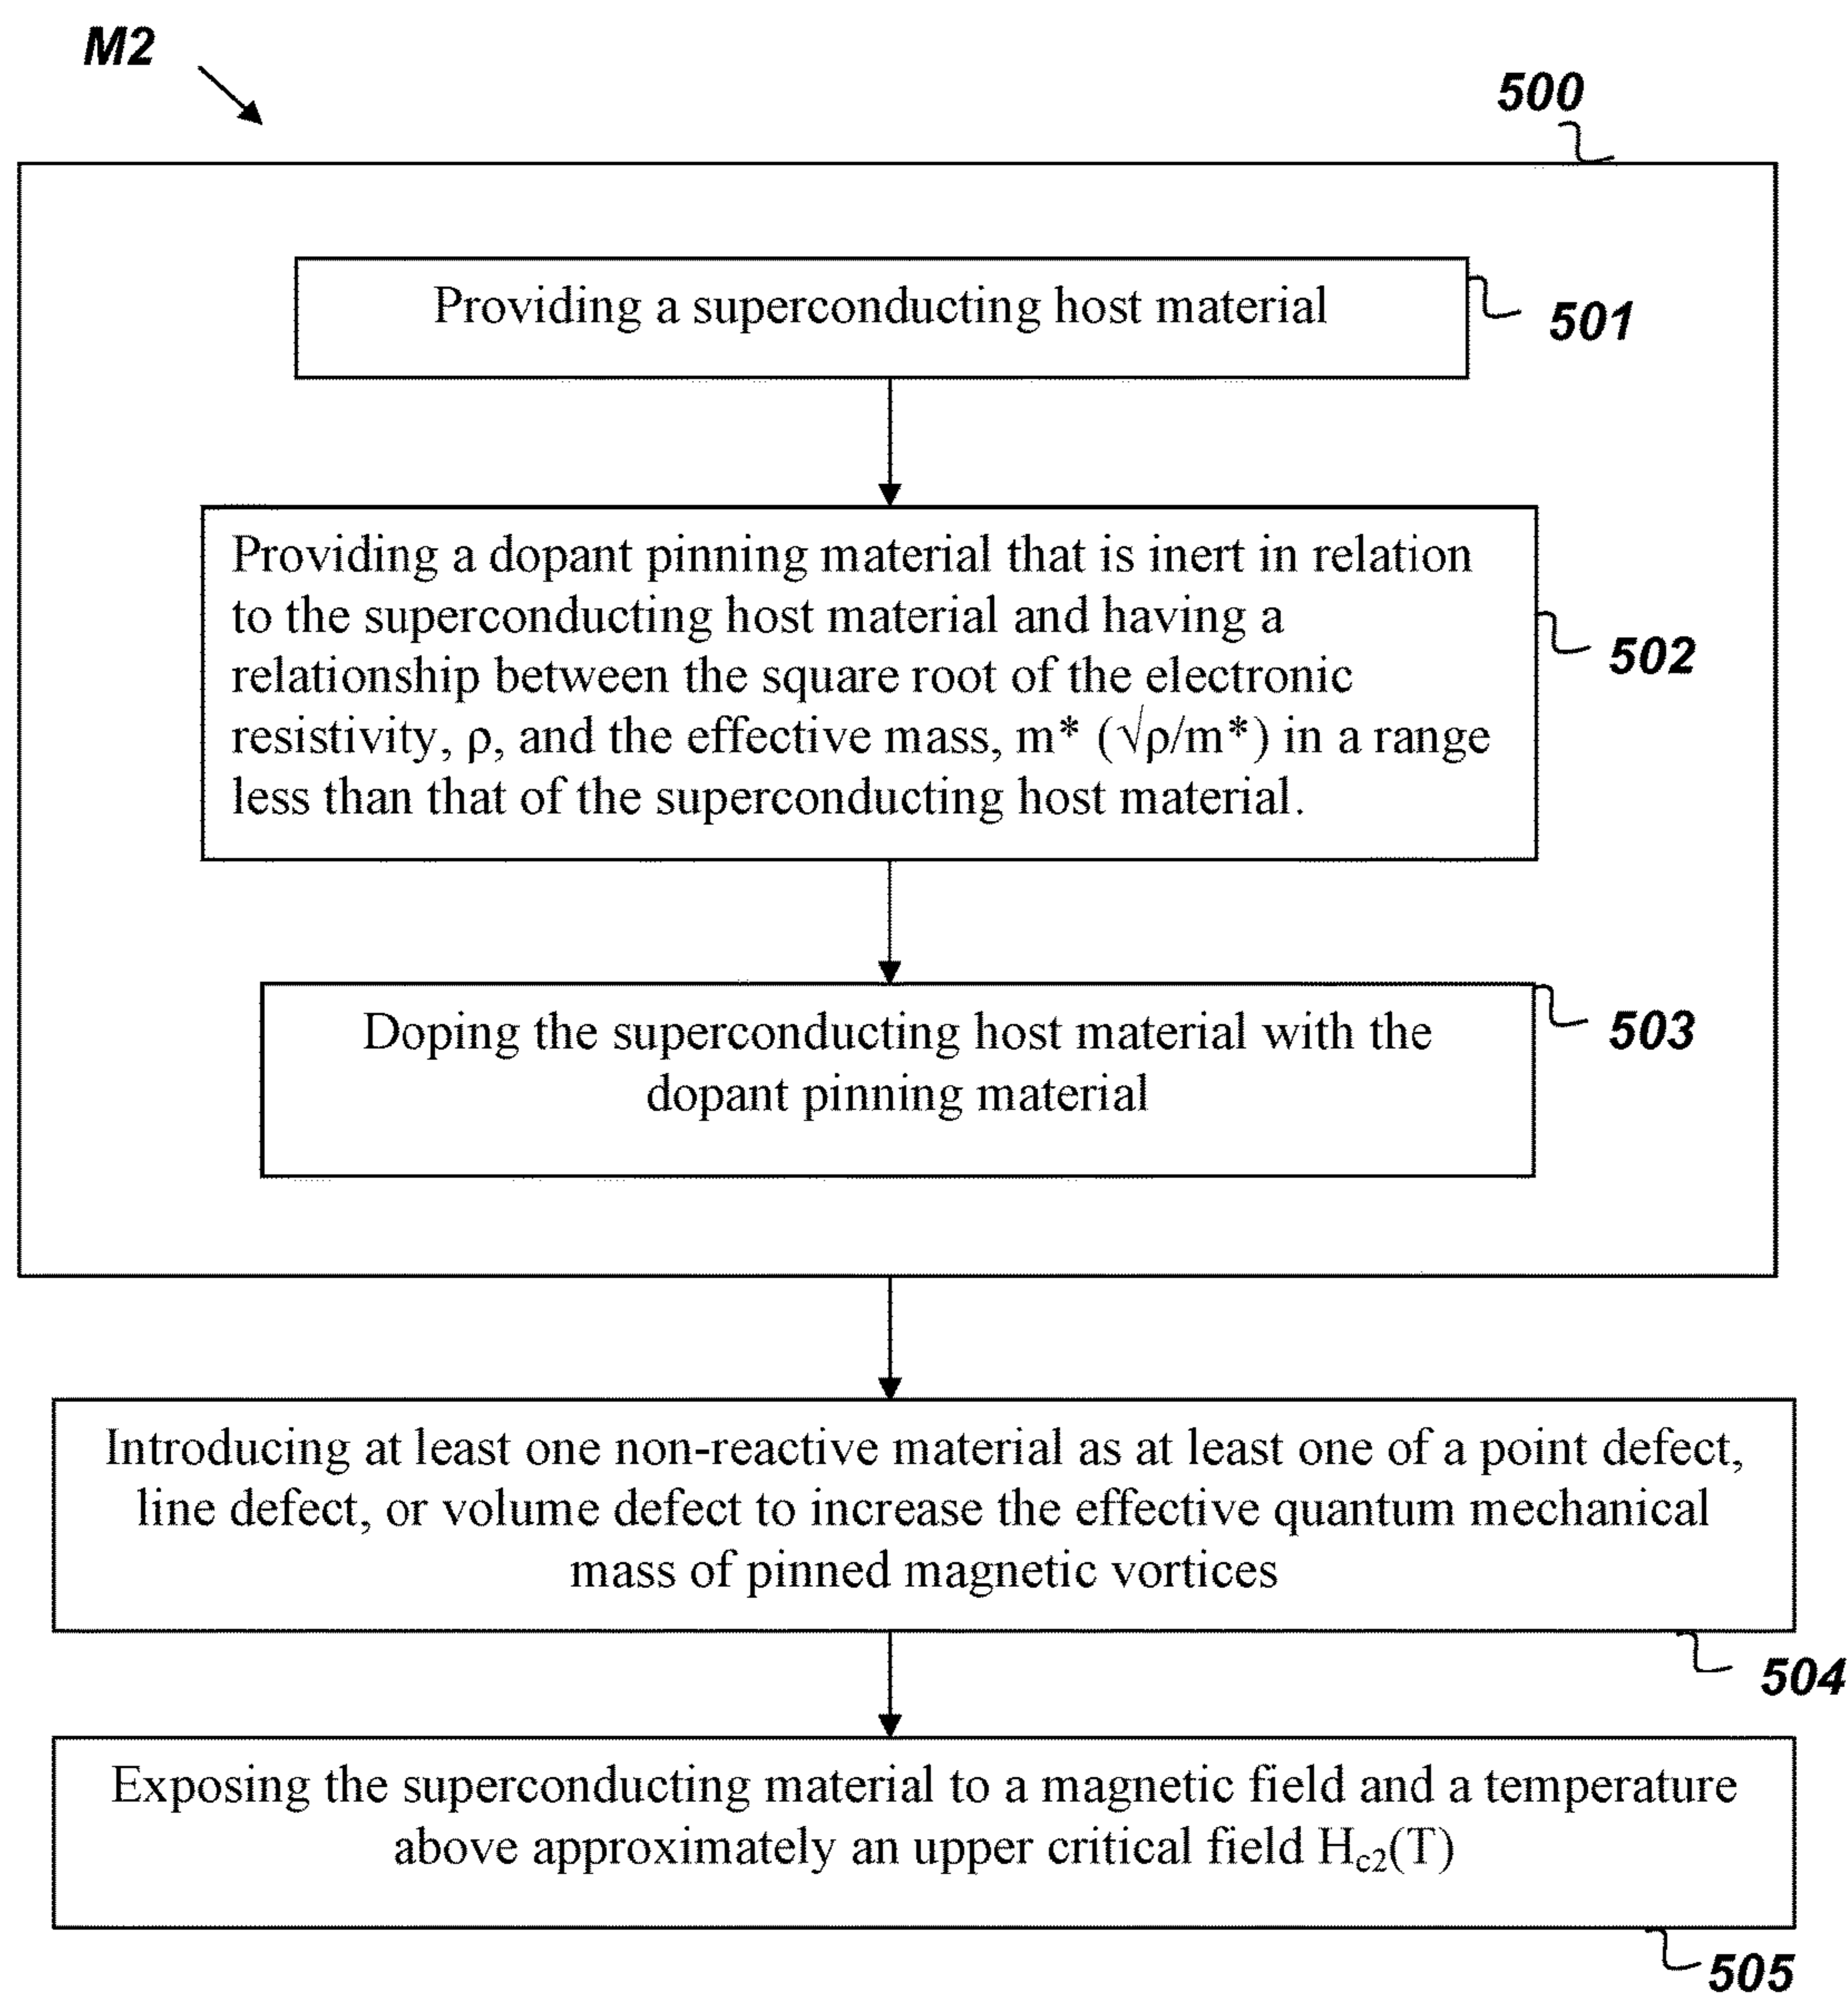 M2
500
Providing a superconducting host material
501
Providing a dopant pinning material that is inert in relation
to the superconducting host material and having a
relationship between the square root of the electronic
resistivity, ρ, and the effective mass, m* (√ρ/m*) in a range
less than that of the superconducting host material.
502
Doping the superconducting host material with the
dopant pinning material
503
Introducing at least one non-reactive material as at least one of a point defect,
line defect, or volume defect to increase the effective quantum mechanical
mass of pinned magnetic vortices
504
Exposing the superconducting material to a magnetic field and a temperature
above approximately an upper critical field Hc2(T)
505